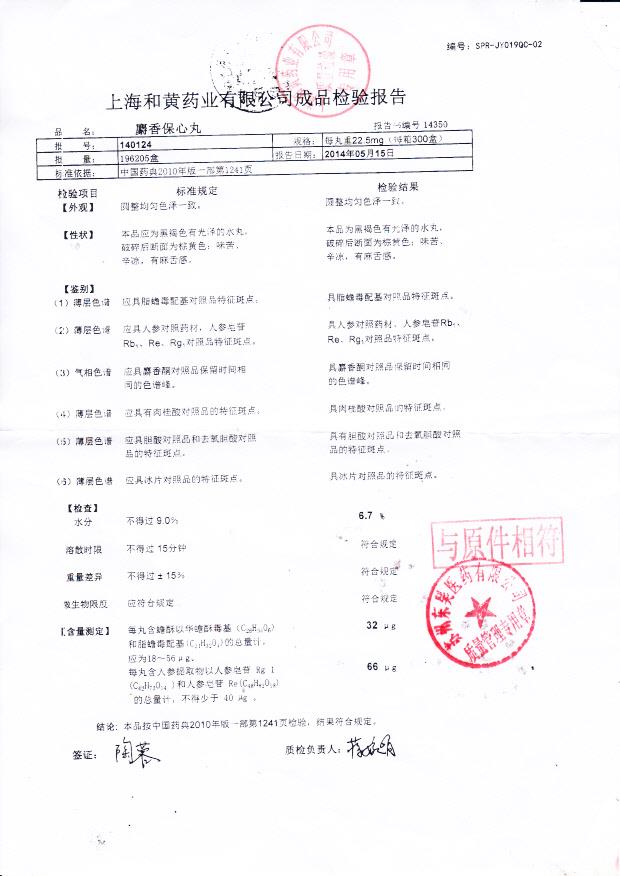 编号：SPR-JY019QC-02
上海和黄药业有限公司成品检验报告
报告书编号 14350
品 名： 麝香保心丸
批 号： 140124 规格： 每丸重22.5mg（每箱300盒）
批 量： 196205盒 报告日期： 2014年05月15日
标准依据： 中国药典2010年版一部第1241页
检验项目 标准规定 检验结果
【外观】 圆整均匀色泽一致。 圆整均匀色泽一致。
【性状】 本品应为黑褐色有光泽的水丸， 本品为黑褐色有光泽的水丸，
破碎后断面为棕黄色；味苦、 破碎后断面为棕黄色；味苦、
辛凉，有麻舌感。 辛凉，有麻舌感。
【鉴别】
（1）薄层色谱 应具脂蟾毒配基对照品特征斑点； 具脂蟾毒配基对照品特征斑点。
（2）薄层色谱 应具人参对照药材、人参皂苷 具人参对照药材、人参皂苷Rb₁、
Rb₁、Re、Rg₁对照品特征斑点。 Re、Rg₁对照品特征斑点。
（3）气相色谱 应具麝香酮对照品保留时间相 具麝香酮对照品保留时间相同
同的色谱峰。 的色谱峰。
（4）薄层色谱 应具有肉桂酸对照品的特征斑点； 具肉桂酸对照品的特征斑点。
（5）薄层色谱 应具胆酸对照品和去氧胆酸对照 具有胆酸对照品和去氧胆酸对照
品的特征斑点。 品的特征斑点。
（6）薄层色谱 应具冰片对照品的特征斑点。 具冰片对照品的特征斑点。
【检查】
水分 不得过 9.0% 6.7 %
溶散时限 不得过 15分钟 符合规定
重量差异 不得过 ± 15% 符合规定
微生物限度 应符合规定 符合规定
与原件相符
医药有限公司
质量管理专用章
【含量测定】 每丸含蟾酥以华蟾酥毒基 32 μg
和脂蟾毒配基 的总量计，
应为18～56 μg。
每丸含人参提取物以人参皂苷 Rg 1 66 μg
和人参皂苷 Re
的总量计，不得少于 40 μg 。
结论: 本品按中国药典2010年版一部第1241页检验，结果符合规定。
签证： 质检负责人：